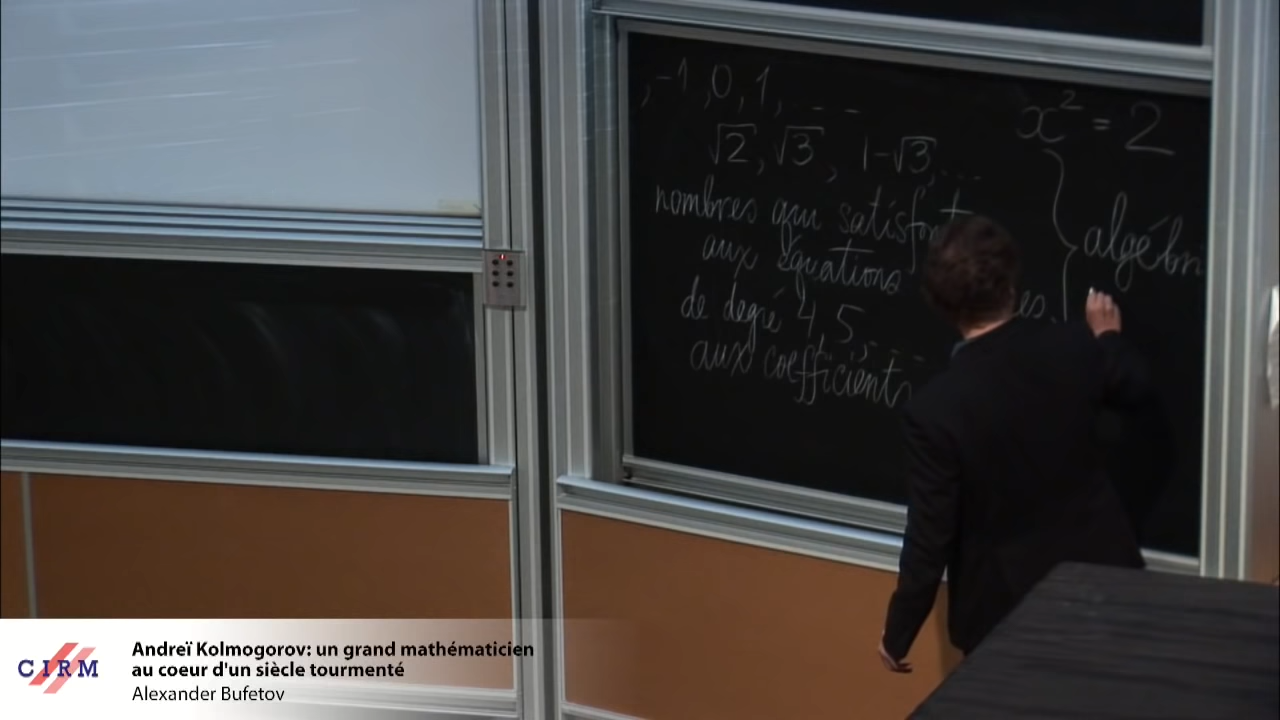 , -1, 0, 1, - - -
x² = 2
√2, √3, 1-√3, ...
nombres qui satisfont
aux équations es.
de degré 4, 5, - - -
aux coefficients
} algébri
CIRM
Andreï Kolmogorov: un grand mathématicien
au coeur d'un siècle tourmenté
Alexander Bufetov